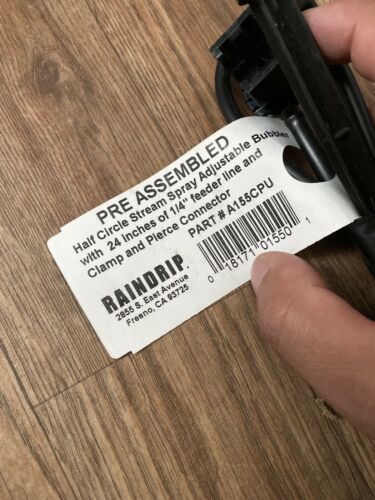 PRE ASSEMBLED
Half Circle Stream Spray Adjustable Bubbler
with 24 inches of 1/4" feeder line and
Clamp and Pierce Connector
PART # A155CPU
RAINDRIP.
2855 S. East Avenue
Fresno, CA 93725
0 18171 01550 1